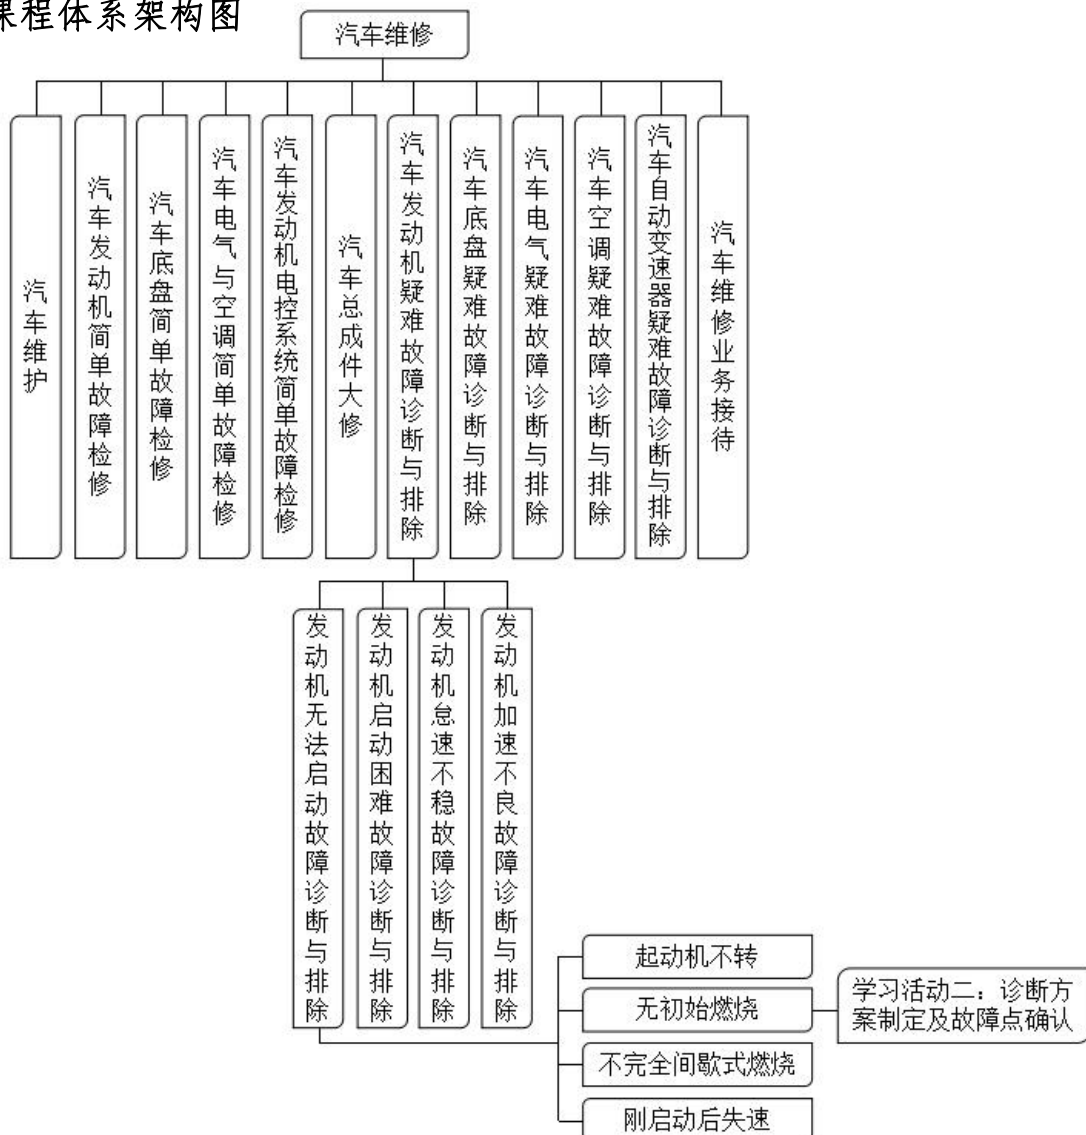 课程体系架构图
汽车维修
汽车维护
汽车发动机简单故障检修
汽车底盘简单故障检修
汽车电气与空调简单故障检修
汽车发动机电控系统简单故障检修
汽车总成件大修
汽车发动机疑难故障诊断与排除
汽车底盘疑难故障诊断与排除
汽车电气疑难故障诊断与排除
汽车空调疑难故障诊断与排除
汽车自动变速器疑难故障诊断与排除
汽车维修业务接待
发动机无法启动故障诊断与排除
发动机启动困难故障诊断与排除
发动机怠速不稳故障诊断与排除
发动机加速不良故障诊断与排除
起动机不转
无初始燃烧
不完全间歇式燃烧
刚启动后失速
学习活动二：诊断方
案制定及故障点确认